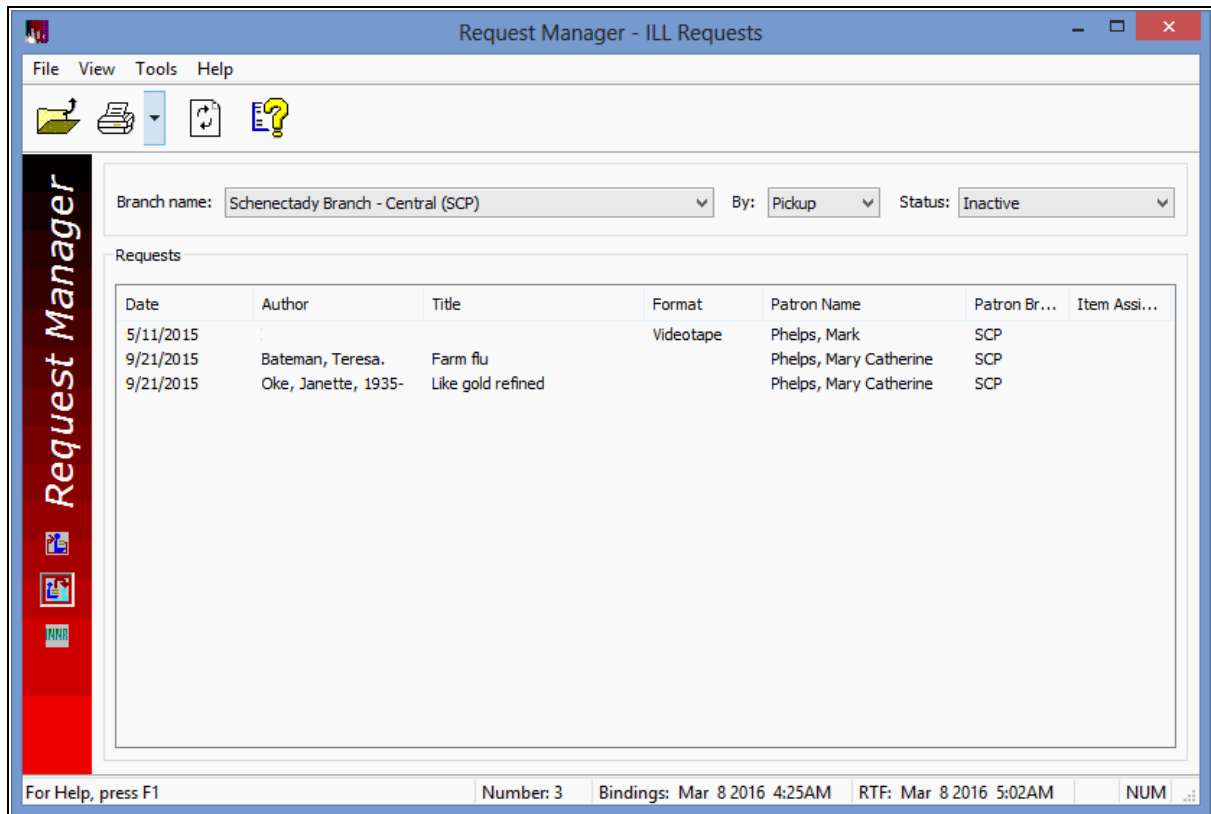 Request Manager - ILL Requests
File View Tools Help
Request Manager
Branch name: Schenectady Branch - Central (SCP) By: Pickup Status: Inactive
Requests
Date Author Title Format Patron Name Patron Br... Item Assi...
5/11/2015 Videotape Phelps, Mark SCP
9/21/2015 Bateman, Teresa. Farm flu Phelps, Mary Catherine SCP
9/21/2015 Oke, Janette, 1935- Like gold refined Phelps, Mary Catherine SCP
INNR
For Help, press F1 Number: 3 Bindings: Mar 8 2016 4:25AM RTF: Mar 8 2016 5:02AM NUM